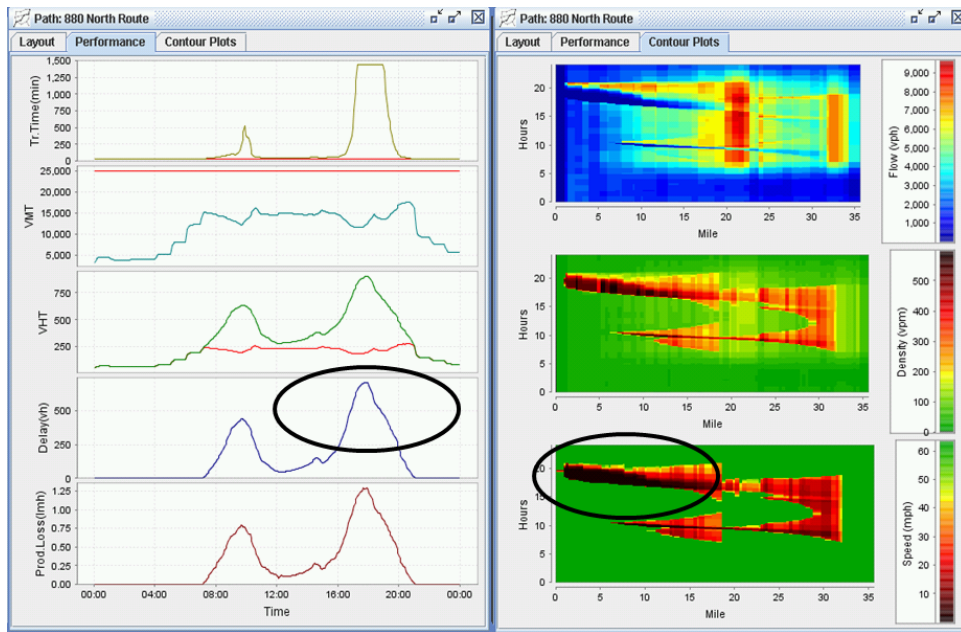 Path: 880 North Route
Layout Performance Contour Plots
Tr.Time(min)
1,500
1,250
1,000
750
500
250
0
VMT
25,000
20,000
15,000
10,000
5,000
VHT
750
500
250
Delay(vh)
500
250
0
Prod.Loss(lmh)
1.25
1.00
0.75
0.50
0.25
0.00
00:00 04:00 08:00 12:00 16:00 20:00 00:00
Time
Path: 880 North Route
Layout Performance Contour Plots
Hours
20
15
10
5
0
0 5 10 15 20 25 30 35
Mile
Flow (vph)
9,000
8,000
7,000
6,000
5,000
4,000
3,000
2,000
1,000
Hours
20
15
10
5
0
0 5 10 15 20 25 30 35
Mile
Density (vpm)
500
400
300
200
100
0
Hours
20
15
10
5
0
0 5 10 15 20 25 30 35
Mile
Speed (mph)
60
50
40
30
20
10